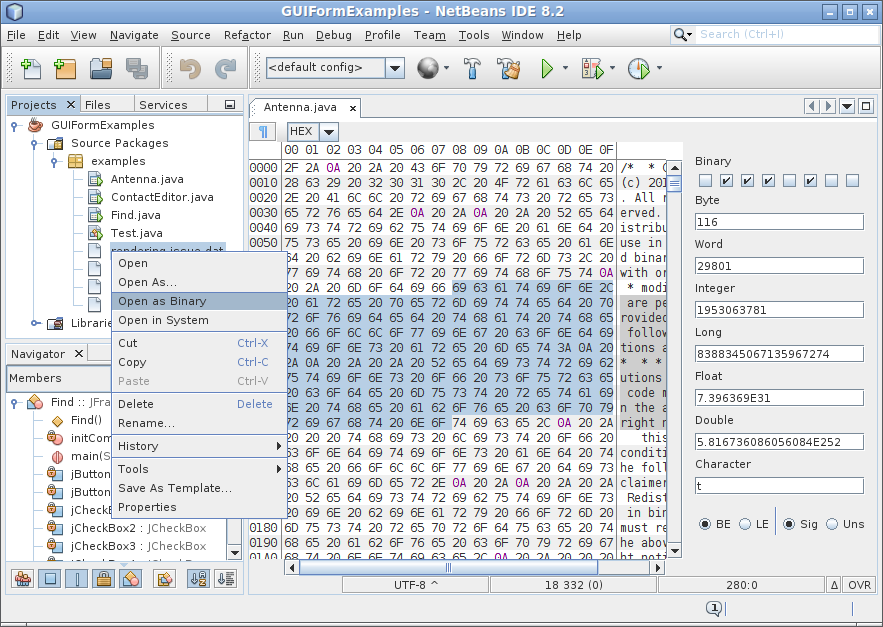 GUIFormExamples - NetBeans IDE 8.2
File Edit View Navigate Source Refactor Run Debug Profile Team Tools Window Help
Search (Ctrl+I)
<default config>
Projects
Files
Services
GUIFormExamples
Source Packages
examples
Antenna.java
ContactEditor.java
Find.java
Test.java
rendering-issue.dat
Librarie
Open
Open As...
Open as Binary
Open in System
Cut Ctrl-X
Copy Ctrl-C
Paste Ctrl-V
Delete Delete
Rename...
History
Tools
Save As Template...
Properties
Navigator
Members
Find :: JFra
Find()
initCom
main(S
jButton
jButton
jCheckB
jCheckBox2 : JCheckBox
jCheckBox3 : JCheckBox
Antenna.java
HEX
00 01 02 03 04 05 06 07 08 09 0A 0B 0C 0D 0E 0F
0000 2F 2A 0A 20 2A 20 43 6F 70 79 72 69 67 68 74 20 /* * C
0010 28 63 29 20 32 30 31 30 2C 20 4F 72 61 63 6C 65 (c) 201
2E 20 41 6C 6C 20 72 69 67 68 74 73 20 72 65 73 . All r
0030 65 72 76 65 64 2E 0A 20 2A 0A 20 2A 20 52 65 64 erved.
69 73 74 72 69 62 75 74 69 6F 6E 20 61 6E 64 20 istribut
0050 75 73 65 20 69 6E 20 73 6F 75 72 63 65 20 61 6E use in
64 20 62 69 6E 61 72 79 20 66 6F 72 6D 73 2C 20 d binar
77 69 74 68 20 6F 72 20 77 69 74 68 6F 75 74 0A with or
20 2A 20 6D 6F 64 69 66 69 63 61 74 69 6F 6E 2C * modi
20 61 72 65 20 70 65 72 6D 69 74 74 65 64 20 70 are pe
72 6F 76 69 64 65 64 20 74 68 61 74 20 74 68 65 rovided
20 66 6F 6C 6C 6F 77 69 6E 67 20 63 6F 6E 64 69 follow
74 69 6F 6E 73 20 61 72 65 20 6D 65 74 3A 0A 20 tions a
2A 0A 20 2A 20 2A 20 52 65 64 69 73 74 72 69 62 * * *
75 74 69 6F 6E 73 20 6F 66 20 73 6F 75 72 63 65 utions
20 63 6F 64 65 20 6D 75 73 74 20 72 65 74 61 69 code m
6E 20 74 68 65 20 61 62 6F 76 65 20 63 6F 70 79 n the a
72 69 67 68 74 20 6E 6F 74 69 63 65 2C 0A 20 2A right n
20 20 20 74 68 69 73 20 6C 69 73 74 20 6F 66 20 this
63 6F 6E 64 69 74 69 6F 6E 73 20 61 6E 64 20 74 conditi
68 65 20 66 6F 6C 6C 6F 77 69 6E 67 20 64 69 73 he foll
63 6C 61 69 6D 65 72 2E 0A 20 2A 0A 20 2A 20 2A claimer
20 52 65 64 69 73 74 72 69 62 75 74 69 6F 6E 73 Redist
20 69 6E 20 62 69 6E 61 72 79 20 66 6F 72 6D 20 in bin
0180 6D 75 73 74 20 72 65 70 72 6F 64 75 63 65 20 74 must re
0190 68 65 20 61 62 6F 76 65 20 63 6F 70 79 72 69 67 he abov
01A0 68 74 20 6E 6F 74 69 63 65 2C 0A 20 2A 20 20 20 ht noti
UTF-8 ^
18 332 (0)
280:0
Δ
OVR
Binary
Byte
116
Word
29801
Integer
1953063781
Long
8388345067135967274
Float
7.396369E31
Double
5.816736086056084E252
Character
t
BE LE Sig Uns
1